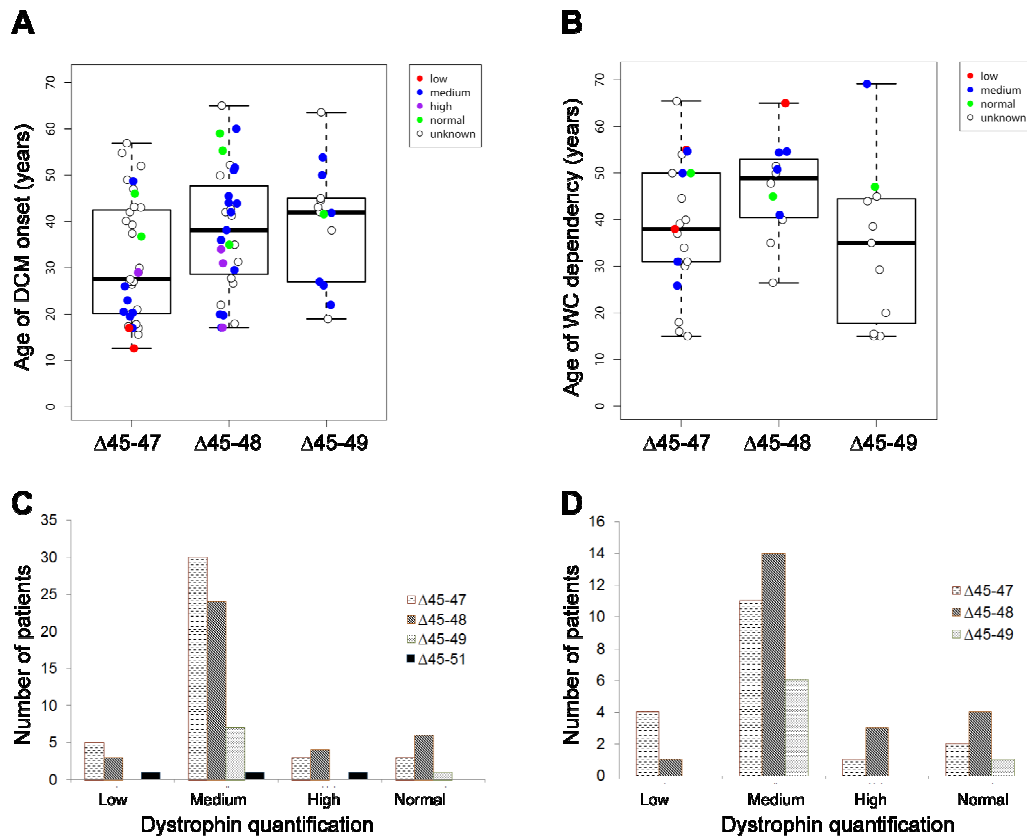 A
Age of DCM onset (years)
70
60
50
40
30
20
10
0
Δ45-47
Δ45-48
Δ45-49
low
medium
high
normal
unknown
B
Age of WC dependency (years)
70
60
50
40
30
20
10
0
Δ45-47
Δ45-48
Δ45-49
low
medium
normal
unknown
C
Number of patients
35
30
25
20
15
10
5
0
Low
Medium
High
Normal
Dystrophin quantification
Δ45-47
Δ45-48
Δ45-49
Δ45-51
D
Number of patients
16
14
12
10
8
6
4
2
0
Low
Medium
High
Normal
Dystrophin quantification
Δ45-47
Δ45-48
Δ45-49